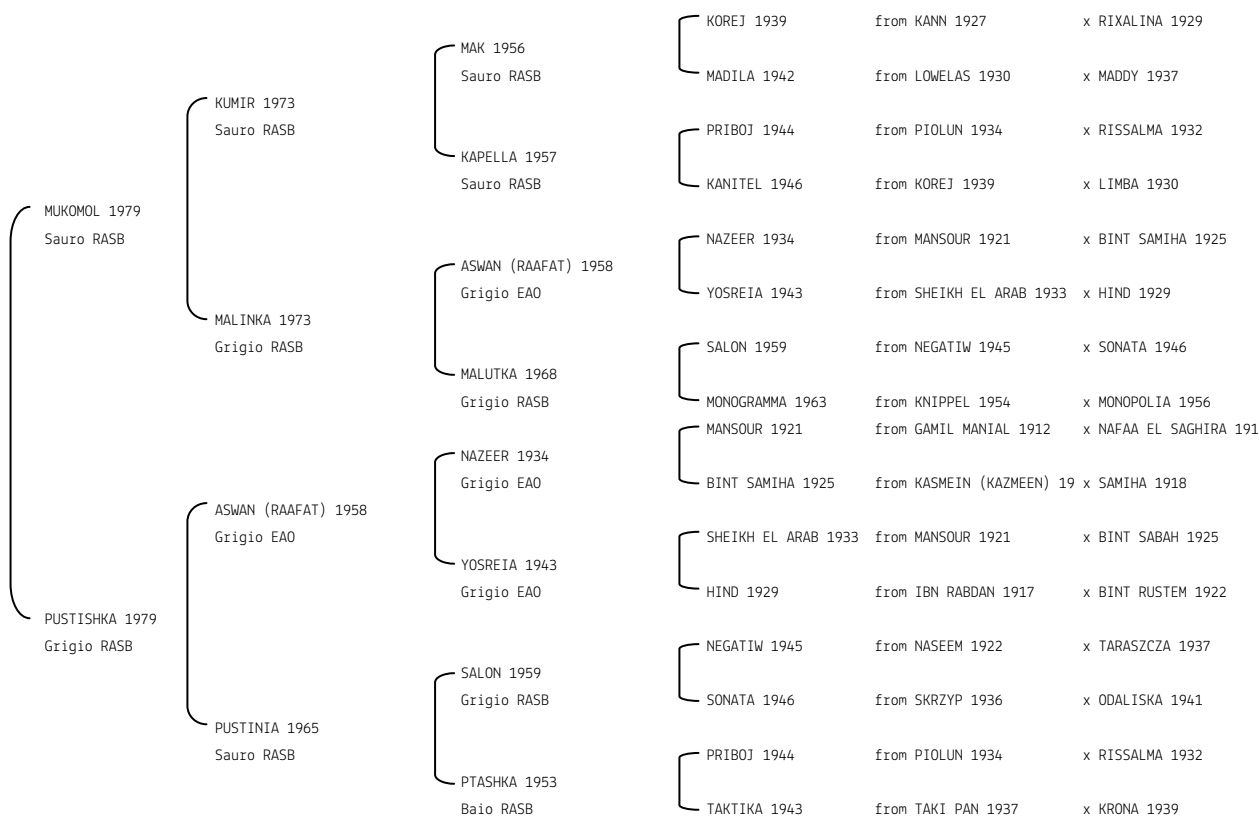 KOREJ 1939 from KANN 1927 x RIXALINA 1929
MAK 1956
Sauro RASB MADILA 1942 from LOWELAS 1930 x MADDY 1937
KUMIR 1973
Sauro RASB PRIBOJ 1944 from PIOLUN 1934 x RISSALMA 1932
KAPELLA 1957
Sauro RASB KANITEL 1946 from KOREJ 1939 x LIMBA 1930
MUKOMOL 1979
Sauro RASB NAZEER 1934 from MANSOUR 1921 x BINT SAMIHA 1925
ASWAN (RAAFAT) 1958
Grigio EAO YOSREIA 1943 from SHEIKH EL ARAB 1933 x HIND 1929
MALINKA 1973
Grigio RASB SALON 1959 from NEGATIW 1945 x SONATA 1946
MALUTKA 1968
Grigio RASB MONOGRAMMA 1963 from KNIPPEL 1954 x MONOPOLIA 1956
MANSOUR 1921 from GAMIL MANIAL 1912 x NAFAA EL SAGHIRA 191
NAZEER 1934
Grigio EAO BINT SAMIHA 1925 from KASMEIN (KAZMEEN) 19 x SAMIHA 1918
ASWAN (RAAFAT) 1958
Grigio EAO SHEIKH EL ARAB 1933 from MANSOUR 1921 x BINT SABAH 1925
YOSREIA 1943
Grigio EAO HIND 1929 from IBN RABDAN 1917 x BINT RUSTEM 1922
PUSTISHKA 1979
Grigio RASB NEGATIW 1945 from NASEEM 1922 x TARASZCZA 1937
SALON 1959
Grigio RASB SONATA 1946 from SKRZYP 1936 x ODALISKA 1941
PUSTINIA 1965
Sauro RASB PRIBOJ 1944 from PIOLUN 1934 x RISSALMA 1932
PTASHKA 1953
Baio RASB TAKTIKA 1943 from TAKI PAN 1937 x KRONA 1939